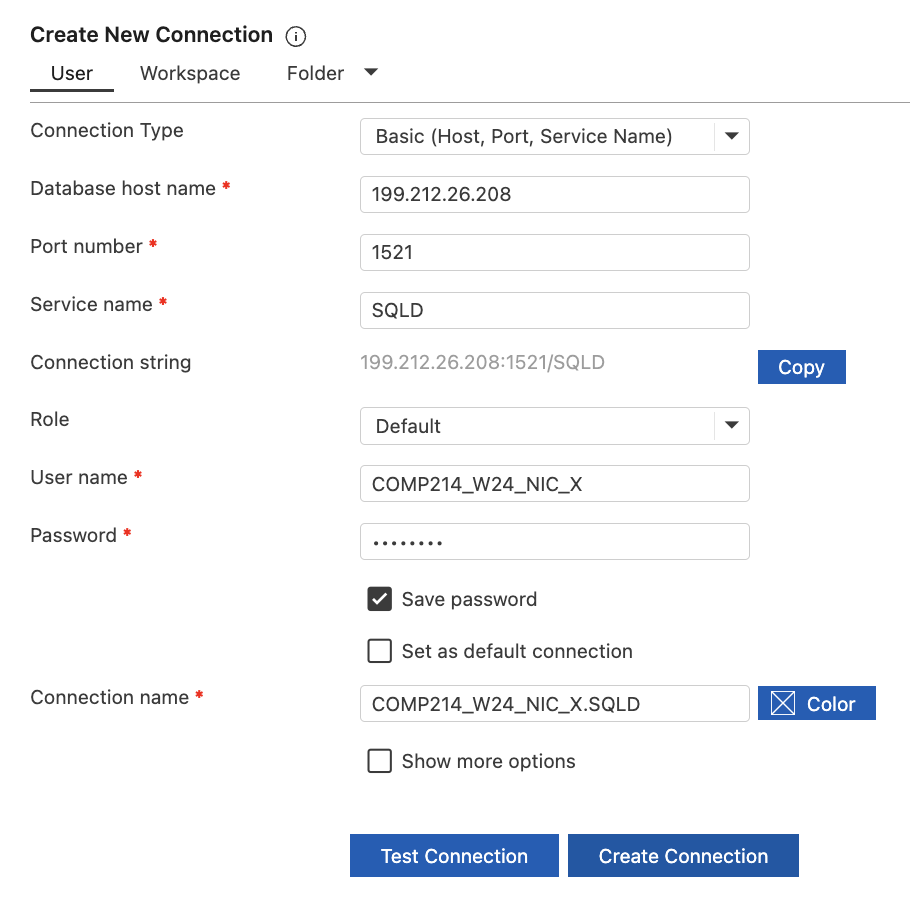 Create New Connection
User Workspace Folder
Connection Type Basic (Host, Port, Service Name)
Database host name * 199.212.26.208
Port number * 1521
Service name * SQLD
Connection string 199.212.26.208:1521/SQLD Copy
Role Default
User name * COMP214_W24_NIC_X
Password * ••••••••
Save password
Set as default connection
Connection name * COMP214_W24_NIC_X.SQLD Color
Show more options
Test Connection Create Connection